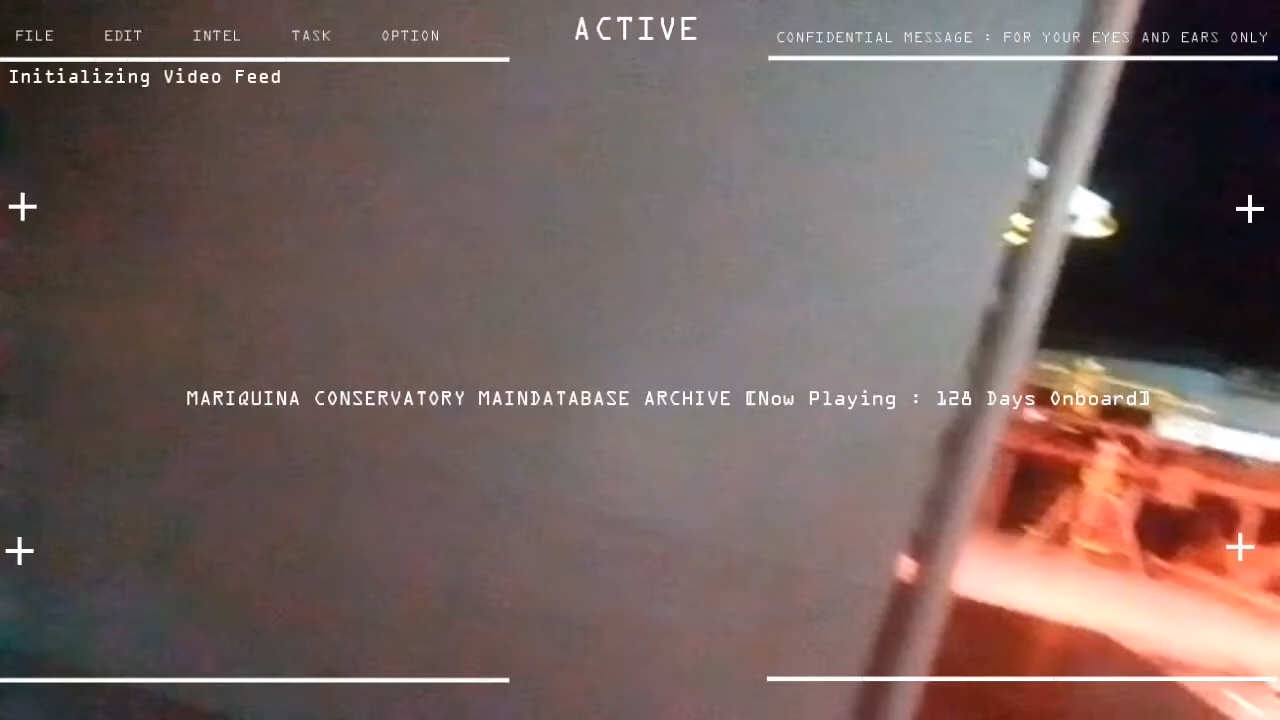 FILE EDIT INTEL TASK OPTION
ACTIVE
CONFIDENTIAL MESSAGE : FOR YOUR EYES AND EARS ONLY
Initializing Video Feed
MARIQUINA CONSERVATORY MAINDATABASE ARCHIVE [Now Playing : 128 Days Onboard]